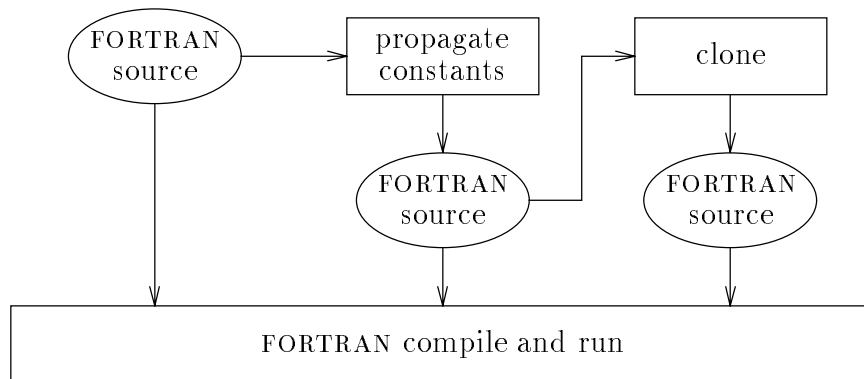 FORTRAN
source
propagate
constants
clone
FORTRAN
source
FORTRAN
source
FORTRAN compile and run